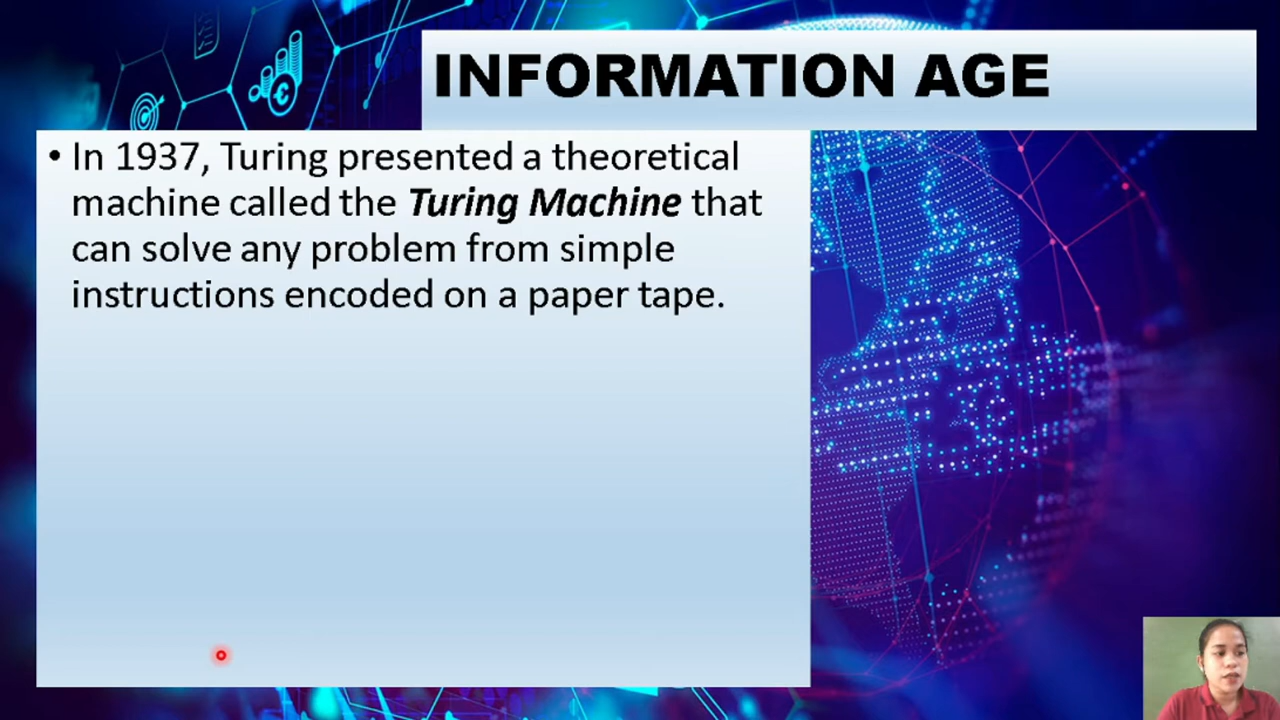 INFORMATION AGE
• In 1937, Turing presented a theoretical
machine called the Turing Machine that
can solve any problem from simple
instructions encoded on a paper tape.